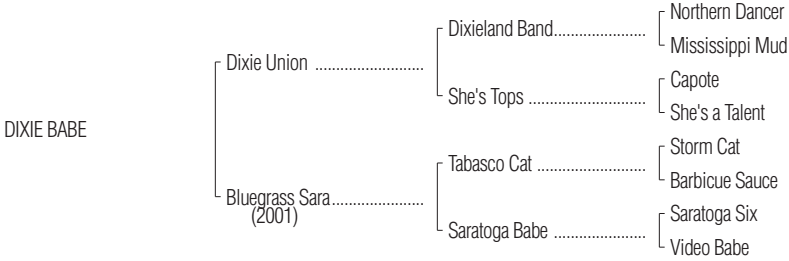 Northern Dancer
Dixieland Band......................
Mississippi Mud
Dixie Union ..........................
Capote
She's Tops ............................
She's a Talent
DIXIE BABE
Storm Cat
Tabasco Cat ..........................
Barbicue Sauce
Bluegrass Sara......................
(2001)
Saratoga Six
Saratoga Babe ......................
Video Babe